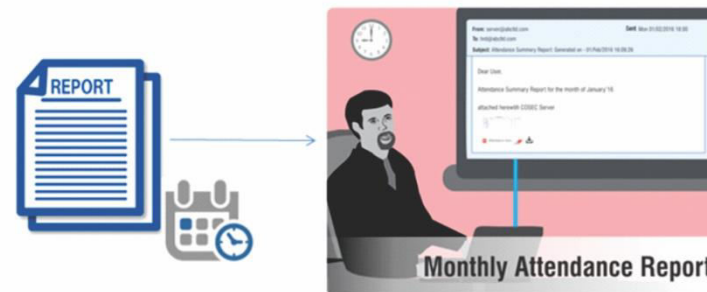 REPORT
From: server@abcltd.com Sent: Mon 01/02/2016 18:00
To: hrd@abcltd.com
Subject: Attendance Summary Report Generated on - 01/Feb/2016 18:06:26
Dear User,
Attendance Summary Report for the month of January'16
attached herewith COSEC Server
Monthly Attendance Report